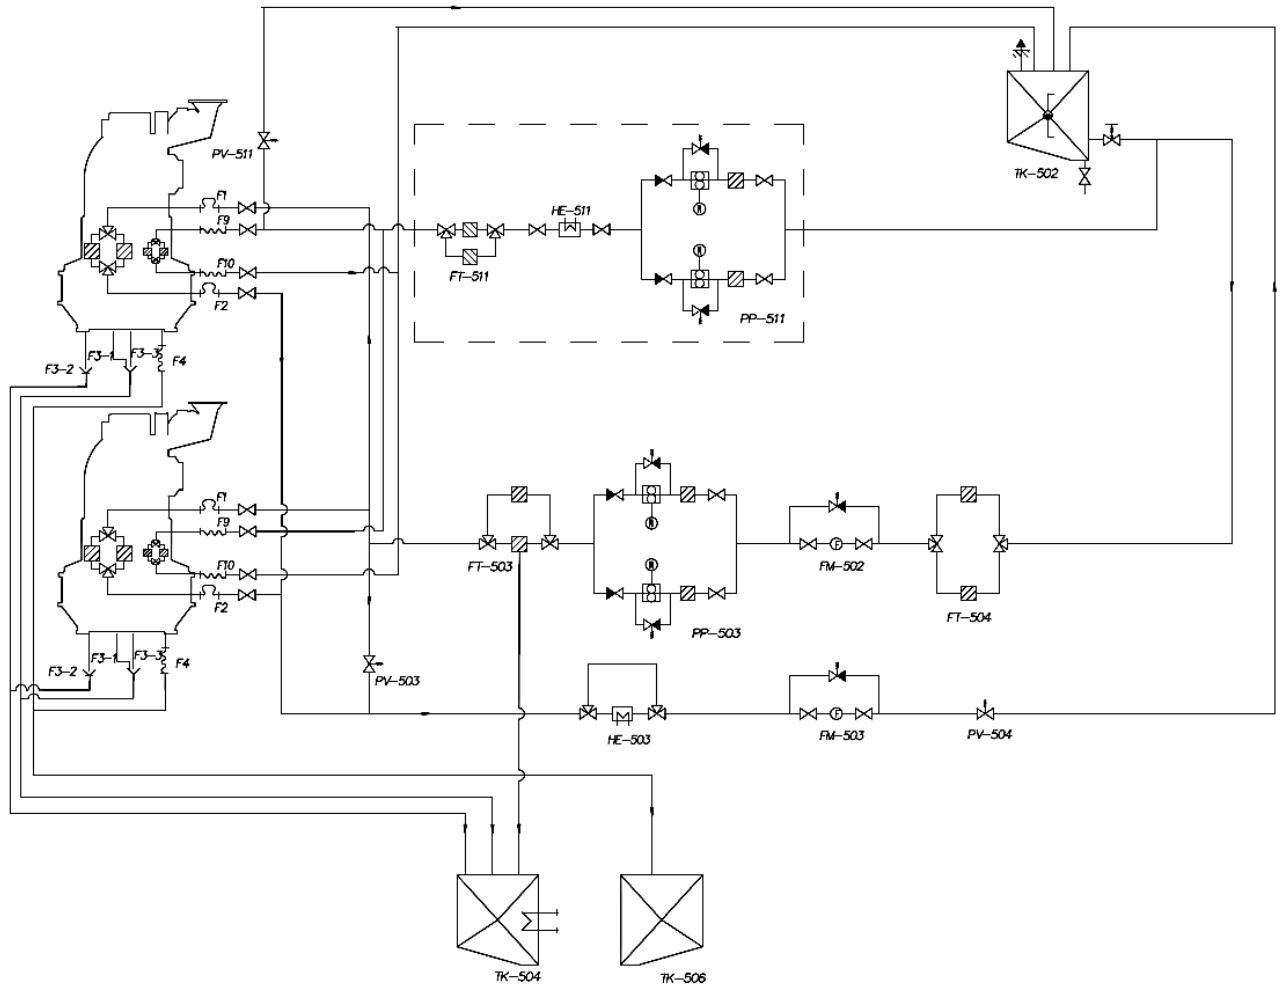 PV-511
TK-502
F1
F9
HE-511
F10
FT-511
F2
PP-511
F3-1
F3-3
F4
F3-2
F1
F9
F10
FT-503
FM-502
F2
FT-504
PP-503
F3-1
F3-3
F4
F3-2
PV-503
HE-503
FM-503
PV-504
TK-504
TK-506